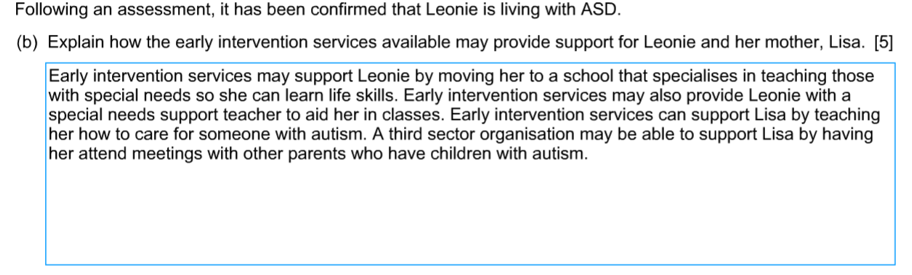 Following an assessment, it has been confirmed that Leonie is living with ASD.
(b) Explain how the early intervention services available may provide support for Leonie and her mother, Lisa. [5]
Early intervention services may support Leonie by moving her to a school that specialises in teaching those
with special needs so she can learn life skills. Early intervention services may also provide Leonie with a
special needs support teacher to aid her in classes. Early intervention services can support Lisa by teaching
her how to care for someone with autism. A third sector organisation may be able to support Lisa by having
her attend meetings with other parents who have children with autism.